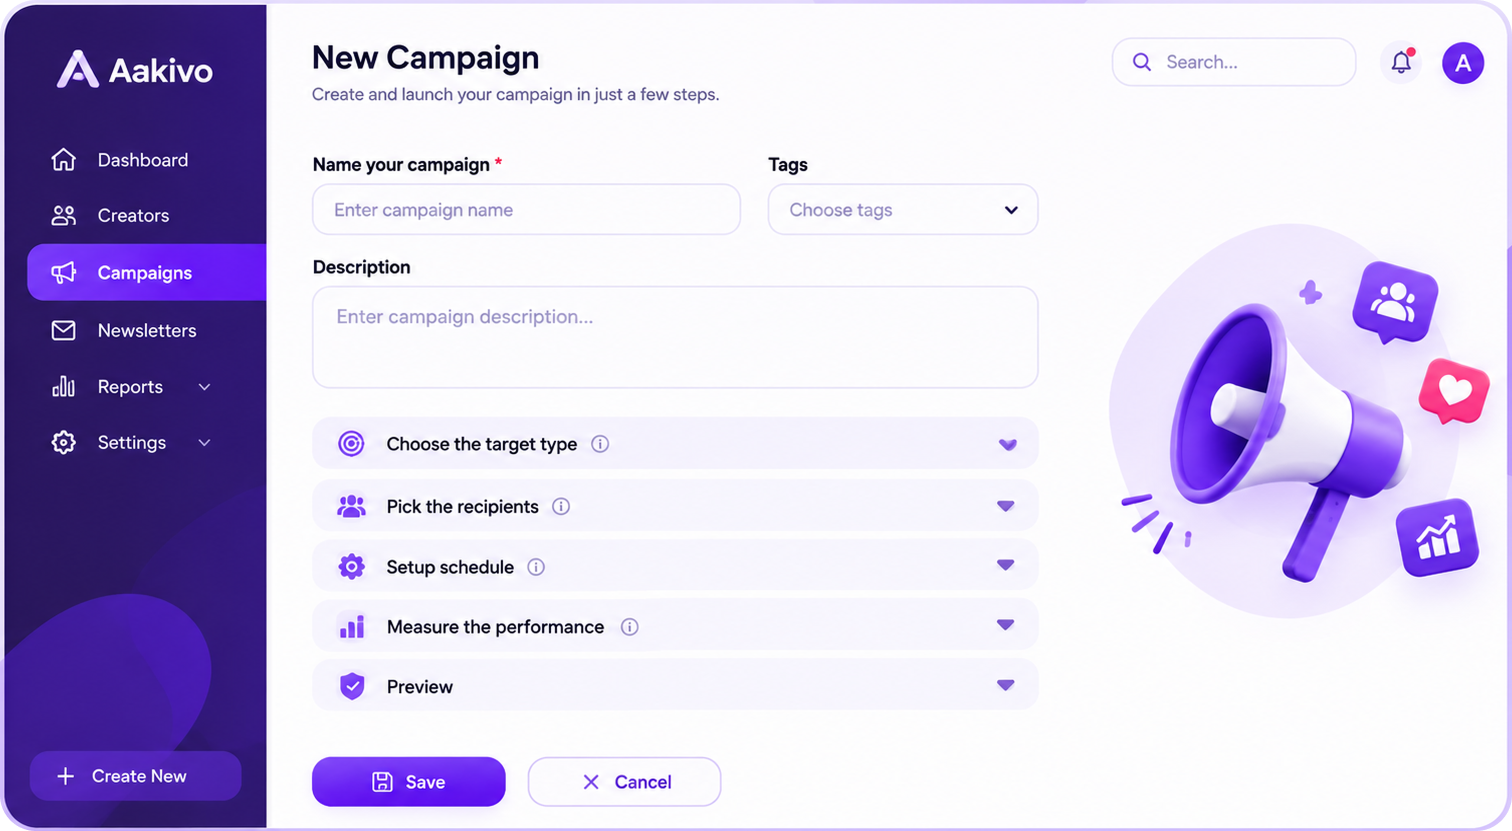 Aakivo
Dashboard
Creators
Campaigns
Newsletters
Reports
Settings
Create New
New Campaign
Create and launch your campaign in just a few steps.
Search...
A
Name your campaign *
Enter campaign name
Tags
Choose tags
Description
Enter campaign description...
Choose the target type
Pick the recipients
Setup schedule
Measure the performance
Preview
Save
Cancel